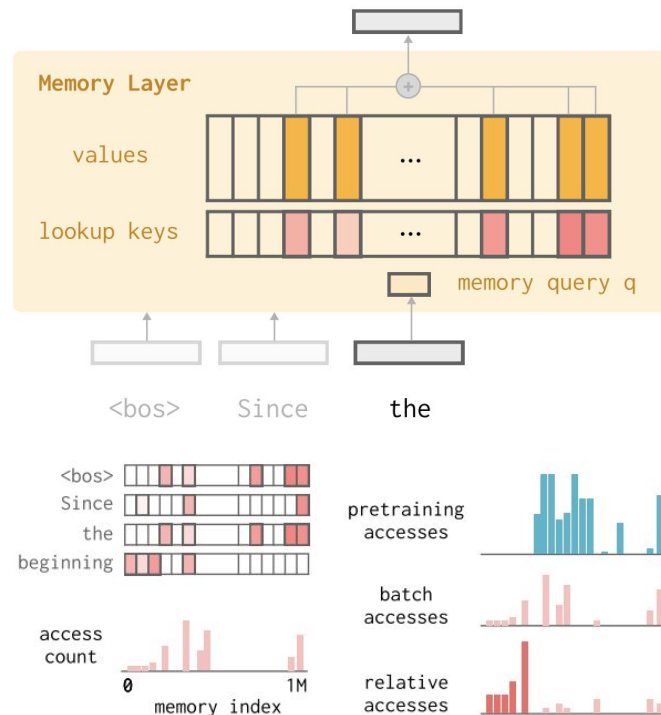 +
Memory Layer
values
...
lookup keys
...
memory query q
<bos>
Since
the
<bos>
Since
the
beginning
access
count
0
1M
memory index
pretraining
accesses
batch
accesses
relative
accesses